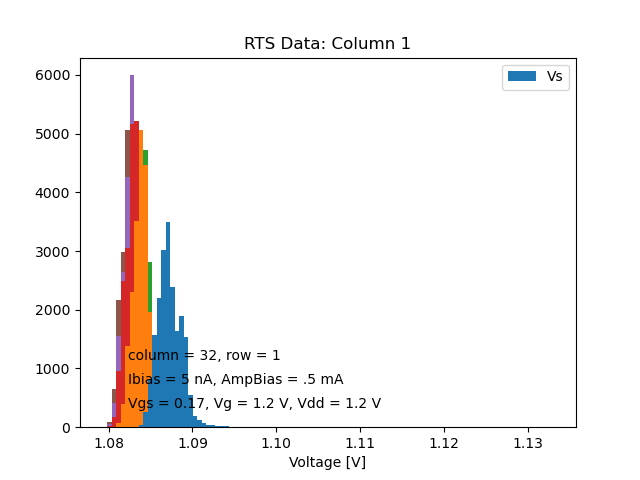 RTS Data: Column 1
Vs
6000
5000
4000
3000
2000
1000
0
column = 32, row = 1
Ibias = 5 nA, AmpBias = .5 mA
Vgs = 0.17, Vg = 1.2 V, Vdd = 1.2 V
1.08 1.09 1.10 1.11 1.12 1.13
Voltage [V]